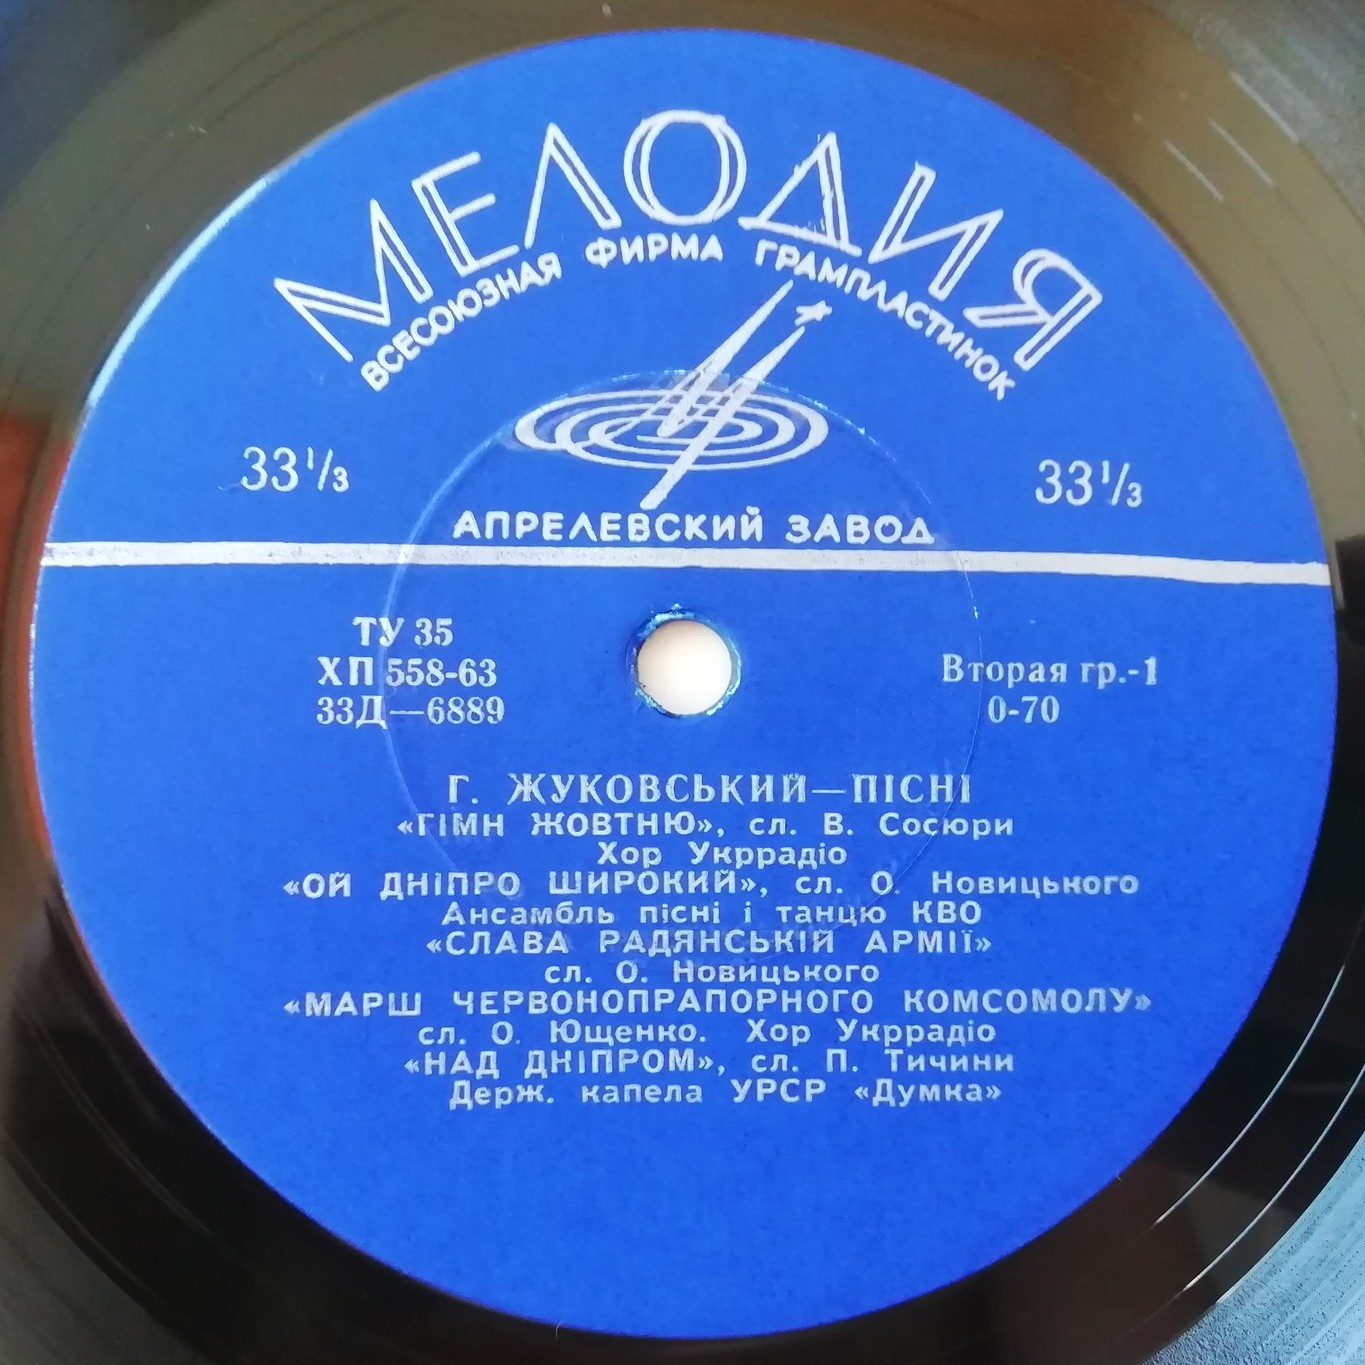 МЕЛОДИЯ
ВСЕСОЮЗНАЯ ФИРМА ГРАМПЛАСТИНОК
33⅓ 33⅓
АПРЕЛЕВСКИЙ ЗАВОД
ТУ 35
ХП 558-63 Вторая гр.-1
33Д—6889 0-70
Г. ЖУКОВСЬКИЙ—ПІСНІ
«ГІМН ЖОВТНЮ», сл. В. Сосюри
Хор Укррадіо
«ОЙ ДНІПРО ШИРОКИЙ», сл. О. Новицького
Ансамбль пісні і танцю КВО
«СЛАВА РАДЯНСЬКІЙ АРМІЇ»
сл. О. Новицького
«МАРШ ЧЕРВОНОПРАПОРНОГО КОМСОМОЛУ»
сл. О. Ющенко. Хор Укррадіо
«НАД ДНІПРОМ», сл. П. Тичини
Держ. капела УРСР «Думка»